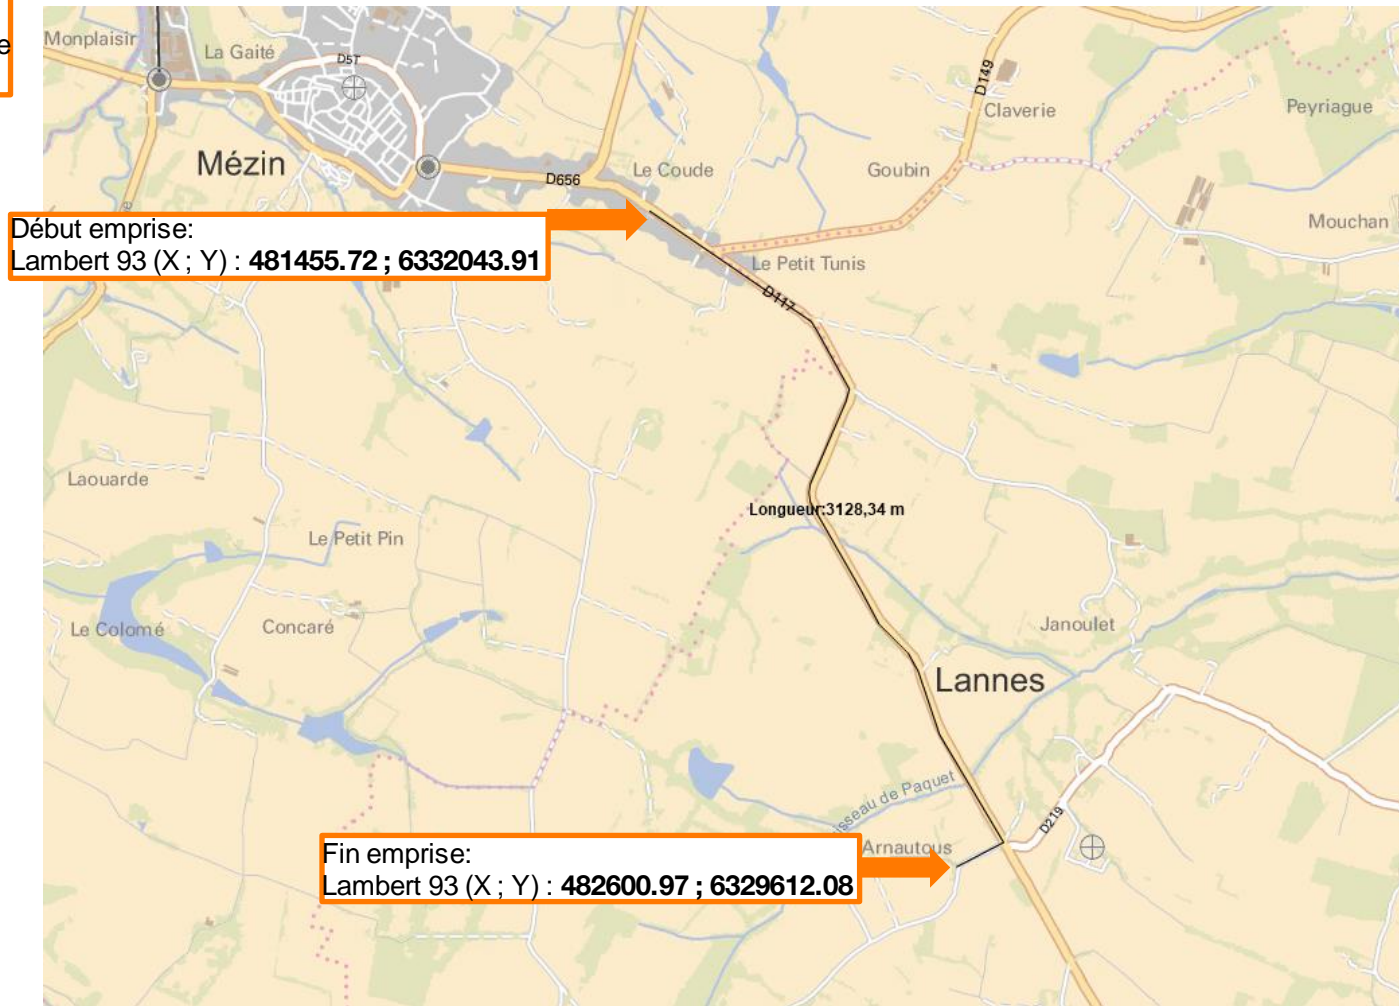 e
Monplaisir
La Gaité
D5T
D149
Claverie
Peyriague
Mézin
D656
Le Coude
Goubin
Mouchan
Début emprise:
Lambert 93 (X ; Y) : 481455.72 ; 6332043.91
Le Petit Tunis
D117
Laouarde
Longueur:3128,34 m
Le Petit Pin
Le Colomé
Concaré
Janoulet
Lannes
isseau de Paquet
D219
Arnautous
Fin emprise:
Lambert 93 (X ; Y) : 482600.97 ; 6329612.08